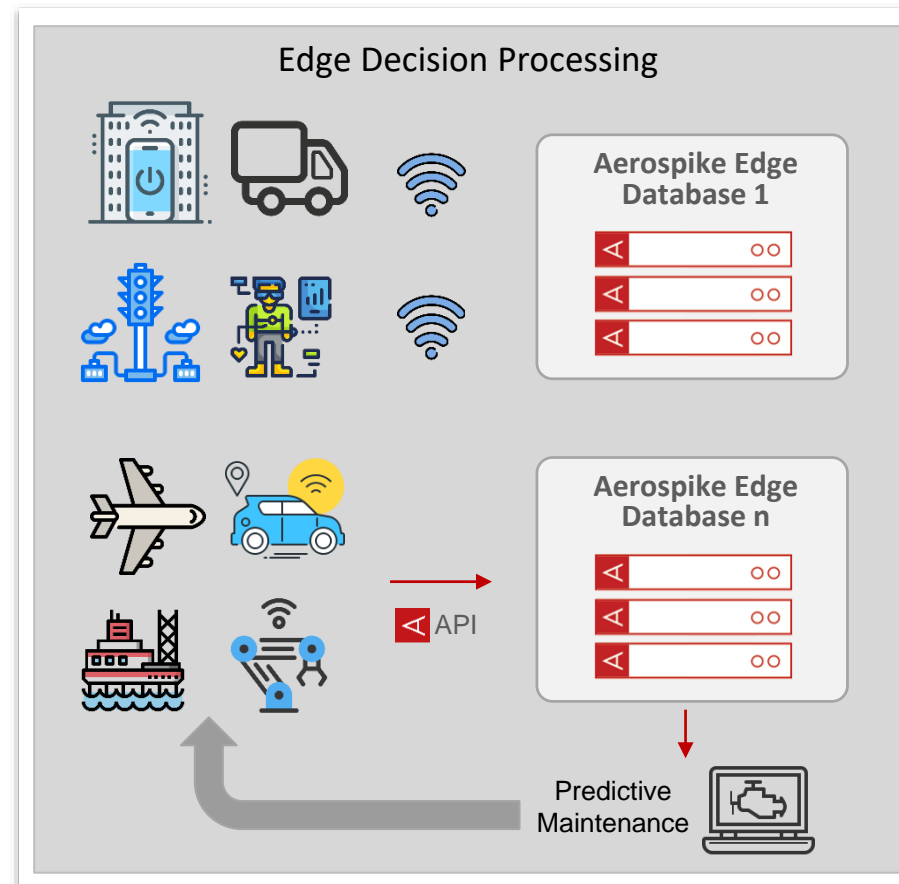 Edge Decision Processing
Aerospike Edge
Database 1
Aerospike Edge
Database n
API
Predictive
Maintenance